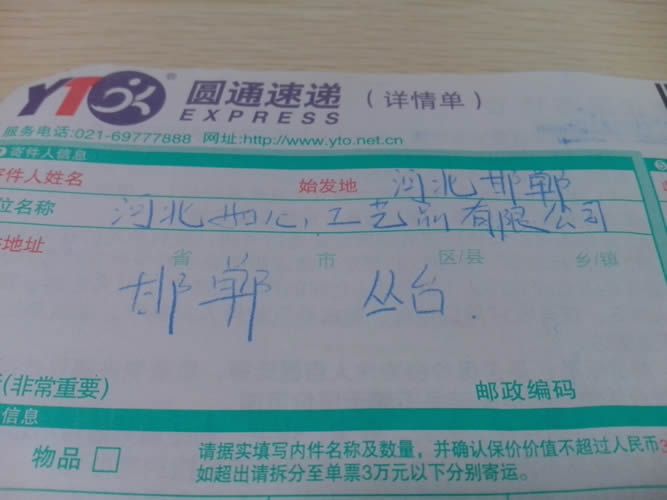 YTO 圆通速递 (详情单)
EXPRESS
服务电话:021-69777888 网址:http://www.yto.net.cn
寄件人信息
寄件人姓名 始发地 河北邯郸
位名称 河北 工艺品有限公司
地址 省 市 区/县 乡/镇
邯郸 丛台.
(非常重要) 邮政编码
信息
物品 请据实填写内件名称及数量，并确认保价价值不超过人民币3
如超出请拆分至单票3万元以下分别寄运。